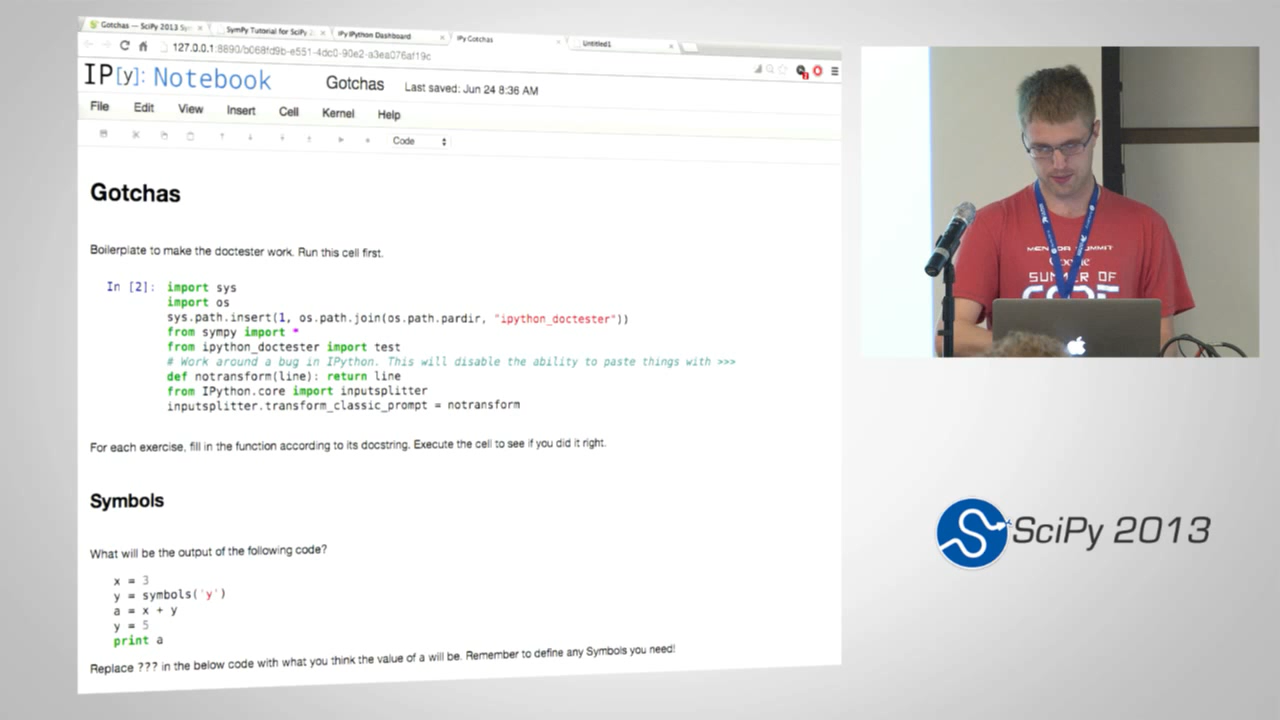 Gotchas — SciPy 2013 Sy
SymPy Tutorial for SciPy 2
IPy IPython Dashboard
IPy Gotchas
Untitled1
127.0.0.1:8890/b068fd9b-e551-4dc0-90e2-a3ea076af19c
IP[y]: Notebook
Gotchas
Last saved: Jun 24 8:36 AM
File Edit View Insert Cell Kernel Help
Code
Gotchas
Boilerplate to make the doctester work. Run this cell first.
In [2]: import sys
import os
sys.path.insert(1, os.path.join(os.path.pardir, "ipython_doctester"))
from sympy import *
from ipython_doctester import test
# Work around a bug in IPython. This will disable the ability to paste things with >>>
def notransform(line): return line
from IPython.core import inputsplitter
inputsplitter.transform_classic_prompt = notransform
For each exercise, fill in the function according to its docstring. Execute the cell to see if you did it right.
Symbols
What will be the output of the following code?
x = 3
y = symbols('y')
a = x + y
y = 5
print a
Replace ??? in the below code with what you think the value of a will be. Remember to define any Symbols you need!
MENTOR SUMMIT
Google
SUMMER OF
CODE
SciPy 2013